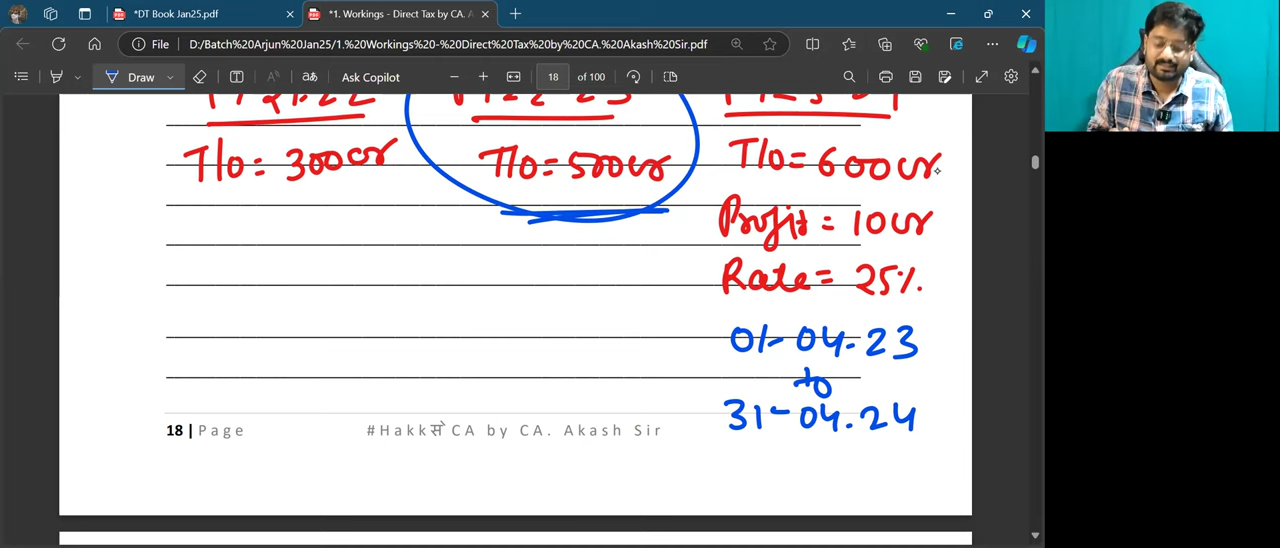 *DT Book Jan25.pdf
*1. Workings - Direct Tax by CA. A
File
D:/Batch%20Arjun%20Jan25/1.%20Workings%20-%20Direct%20Tax%20by%20CA.%20Akash%20Sir.pdf
Draw
aあ
Ask Copilot
18 of 100
T/o = 300cr
T/o = 500cr
T/o = 600cr
Profit = 10cr
Rate = 25%
01-04.23
to
31-04.24
18 | Page
#Hakkसे CA by CA. Akash Sir